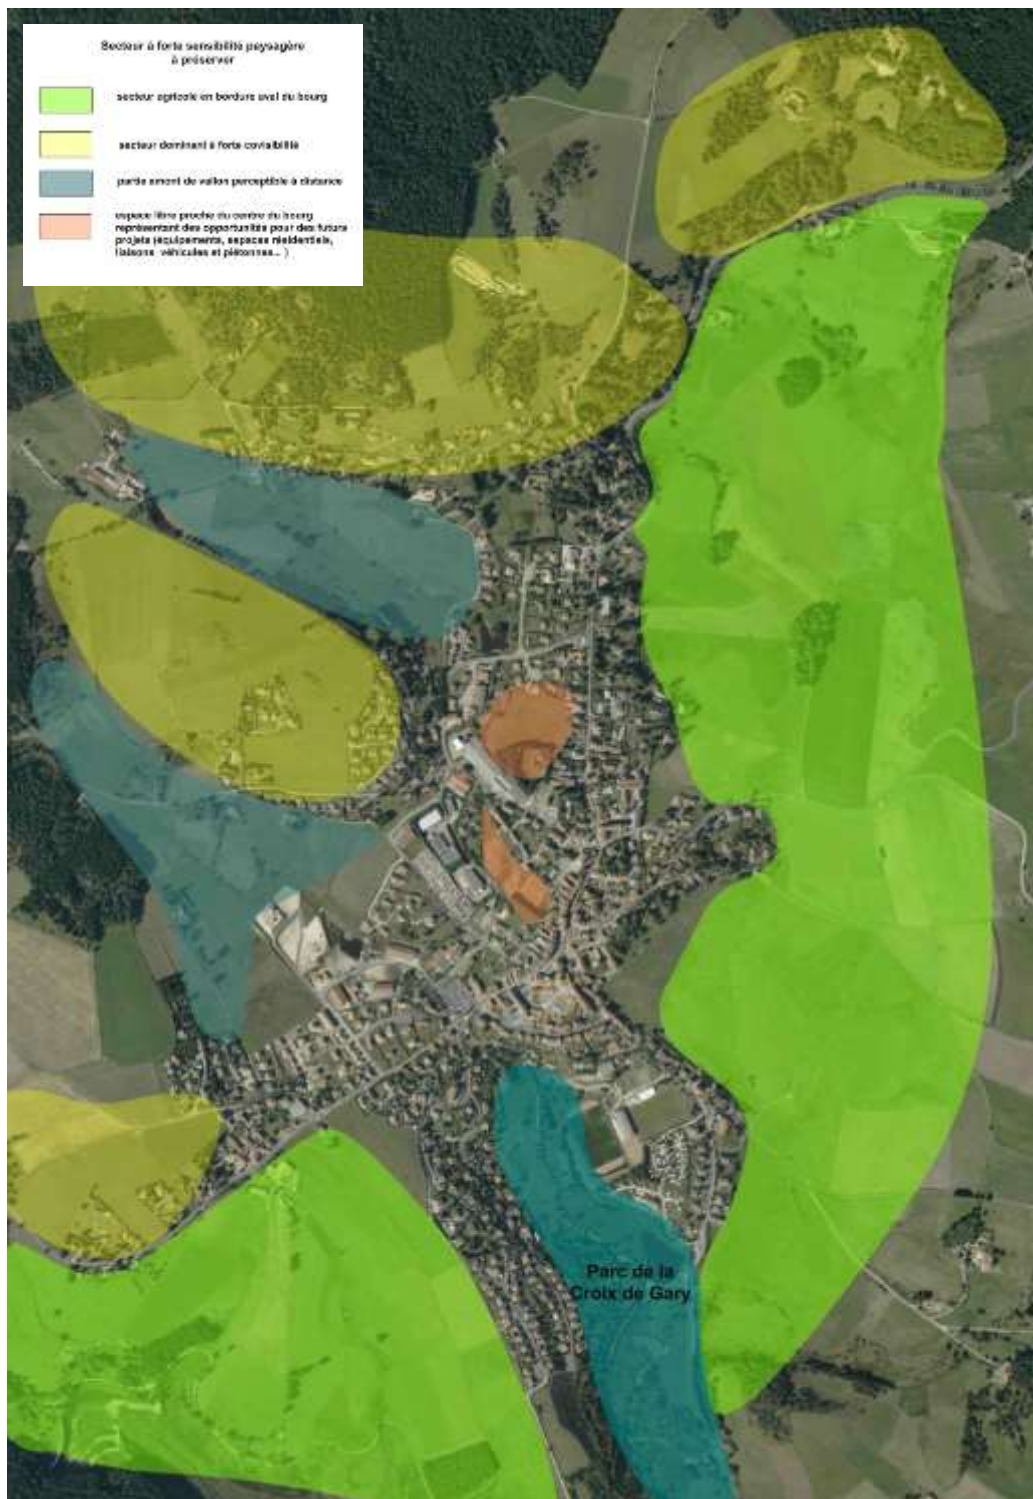 Secteur à forte sensibilité paysagère
à préserver
secteur agricole en bordure aval du bourg
secteur dominant à forte covisibilité
partie amont de vallon perceptible à distance
espace libre proche du centre du bourg
représentant des opportunités pour des futurs
projets (équipements, espaces résidentiels,
liaisons véhicules et piétonnes... )
Parc de la
Croix de Gary